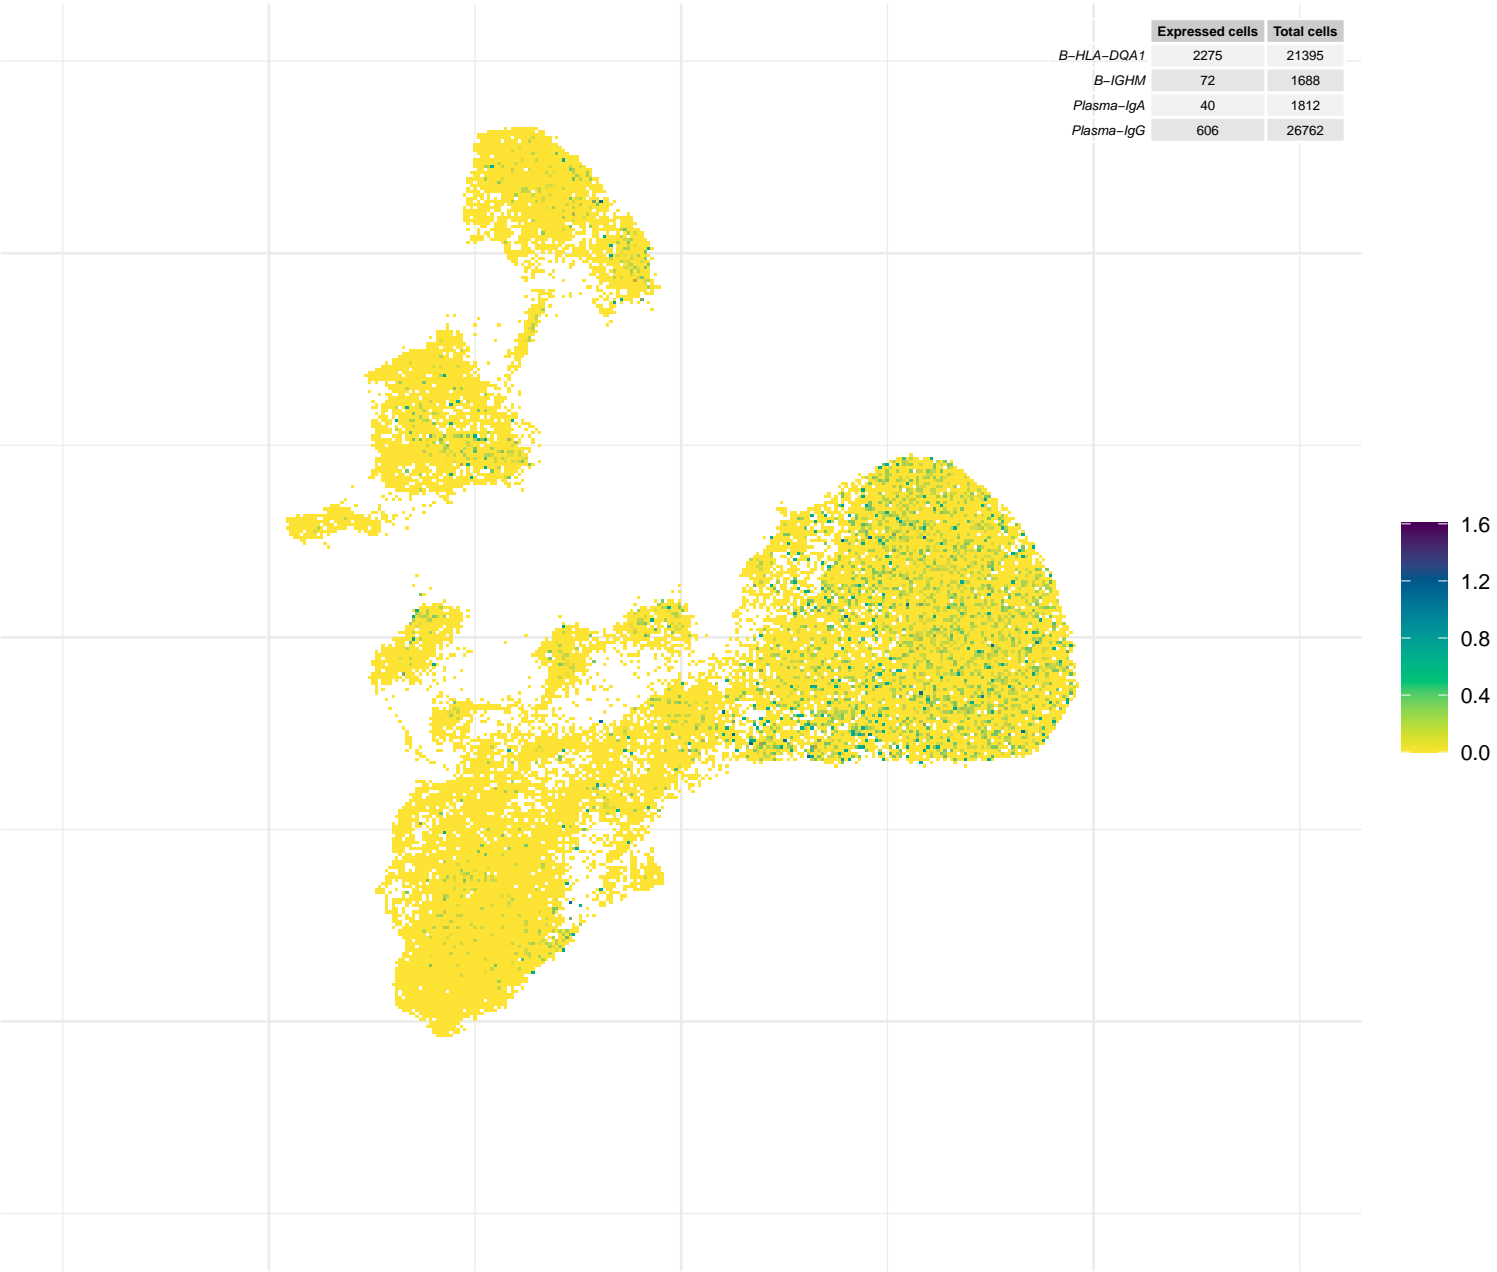 Expressed cells Total cells
B−HLA−DQA1 2275 21395
B−IGHM 72 1688
Plasma−IgA 40 1812
Plasma−IgG 606 26762
1.6
1.2
0.8
0.4
0.0